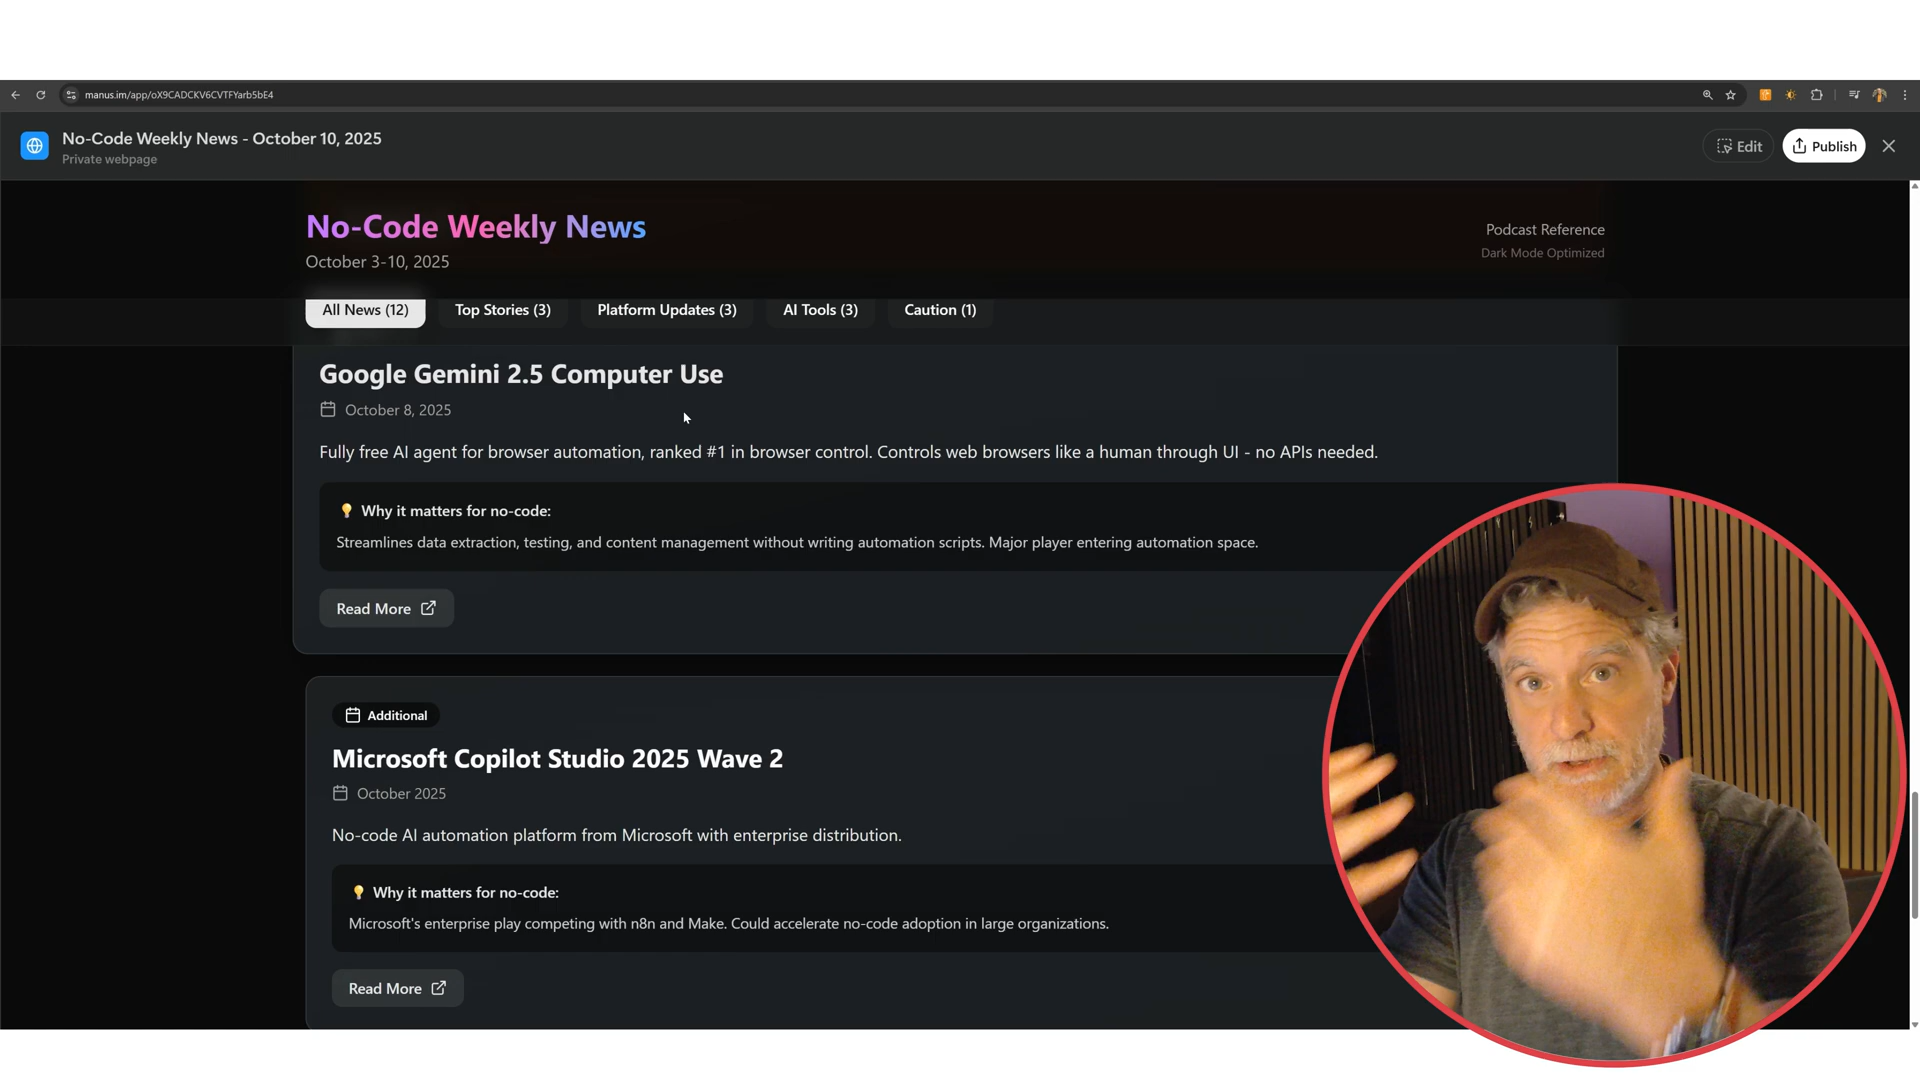 manus.im/app/oX9CADCKV6CVTFYarb5bE4
No-Code Weekly News - October 10, 2025
Private webpage
Edit
Publish
No-Code Weekly News
October 3-10, 2025
Podcast Reference
Dark Mode Optimized
All News (12)
Top Stories (3)
Platform Updates (3)
AI Tools (3)
Caution (1)
Google Gemini 2.5 Computer Use
October 8, 2025
Fully free AI agent for browser automation, ranked #1 in browser control. Controls web browsers like a human through UI - no APIs needed.
Why it matters for no-code:
Streamlines data extraction, testing, and content management without writing automation scripts. Major player entering automation space.
Read More
Additional
Microsoft Copilot Studio 2025 Wave 2
October 2025
No-code AI automation platform from Microsoft with enterprise distribution.
Why it matters for no-code:
Microsoft's enterprise play competing with n8n and Make. Could accelerate no-code adoption in large organizations.
Read More